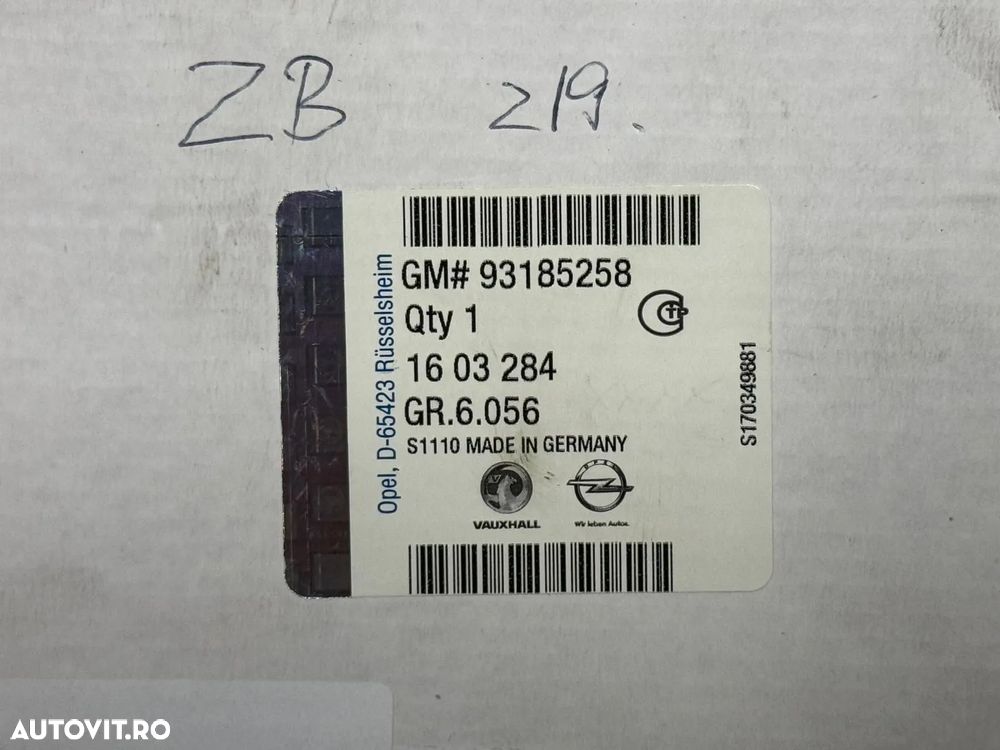 ZB 219.
GM# 93185258
Qty 1
16 03 284
GR.6.056
S1110 MADE IN GERMANY
VAUXHALL
OPEL
Wir leben Autos.
Opel, D-65423 Rüsselsheim
S170349881
AUTOVIT.RO